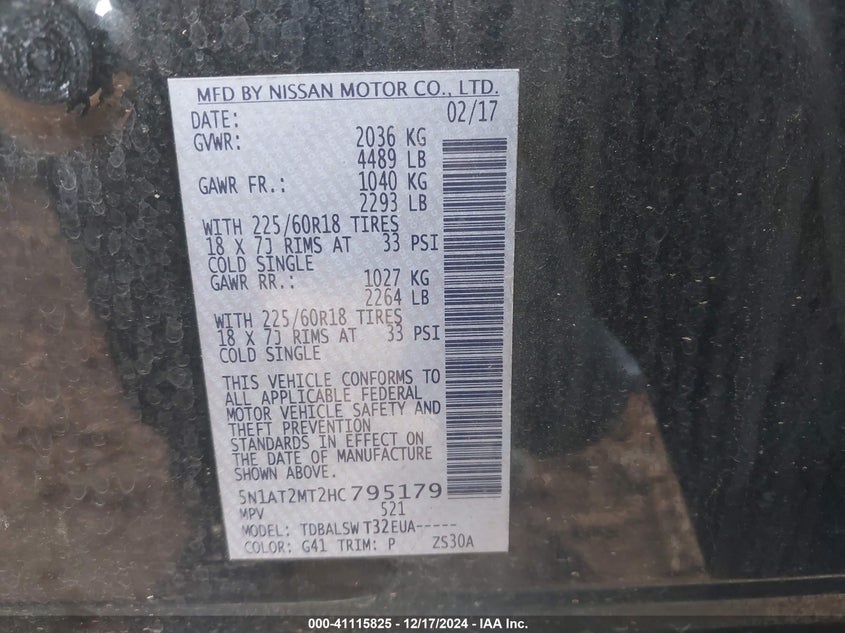 MFD BY NISSAN MOTOR CO., LTD.
DATE: 02/17
GVWR: 2036 KG
4489 LB
GAWR FR.: 1040 KG
2293 LB
WITH 225/60R18 TIRES
18 X 7J RIMS AT 33 PSI
COLD SINGLE
GAWR RR.: 1027 KG
2264 LB
WITH 225/60R18 TIRES
18 X 7J RIMS AT 33 PSI
COLD SINGLE
THIS VEHICLE CONFORMS TO
ALL APPLICABLE FEDERAL
MOTOR VEHICLE SAFETY AND
THEFT PREVENTION
STANDARDS IN EFFECT ON
THE DATE OF MANUFACTURE
SHOWN ABOVE.
5N1AT2MT2HC795179
MPV 521
MODEL: TDBALSW T32EUA-----
COLOR: G41 TRIM: P ZS30A
000-41115825 - 12/17/2024 - IAA Inc.